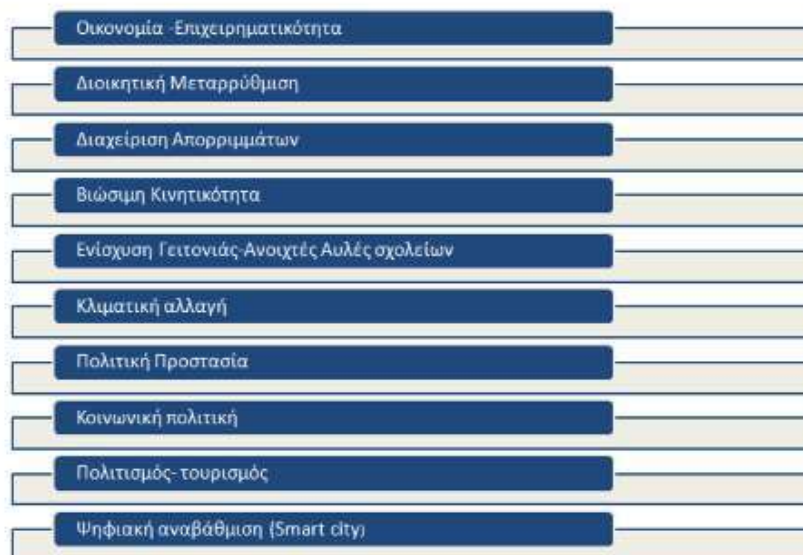 Οικονομία -Επιχειρηματικότητα
Διοικητική Μεταρρύθμιση
Διαχείριση Απορριμμάτων
Βιώσιμη Κινητικότητα
Ενίσχυση Γειτονιάς-Ανοιχτές Αυλές σχολείων
Κλιματική αλλαγή
Πολιτική Προστασία
Κοινωνική πολιτική
Πολιτισμός- τουρισμός
Ψηφιακή αναβάθμιση (Smart city)